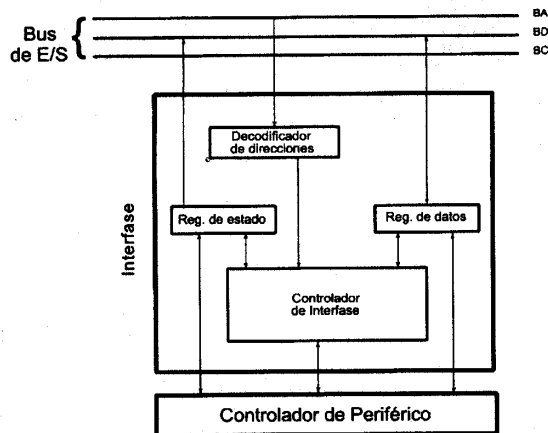 BA
Bus
de E/S
BD
BC
Decodificador
de direcciones
Reg. de estado
Reg. de datos
Interfase
Controlador
de Interfase
Controlador de Periférico